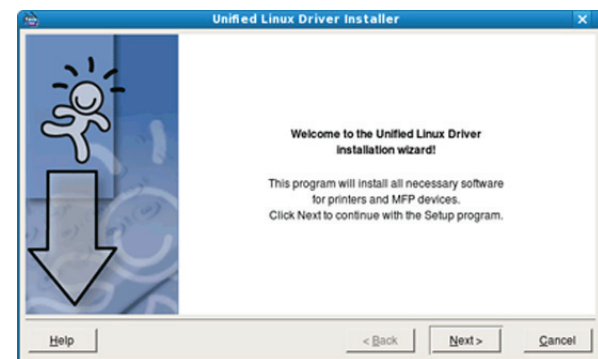 Unified Linux Driver Installer
Welcome to the Unified Linux Driver
installation wizard!
This program will install all necessary software
for printers and MFP devices.
Click Next to continue with the Setup program.
Help
< Back
Next >
Cancel